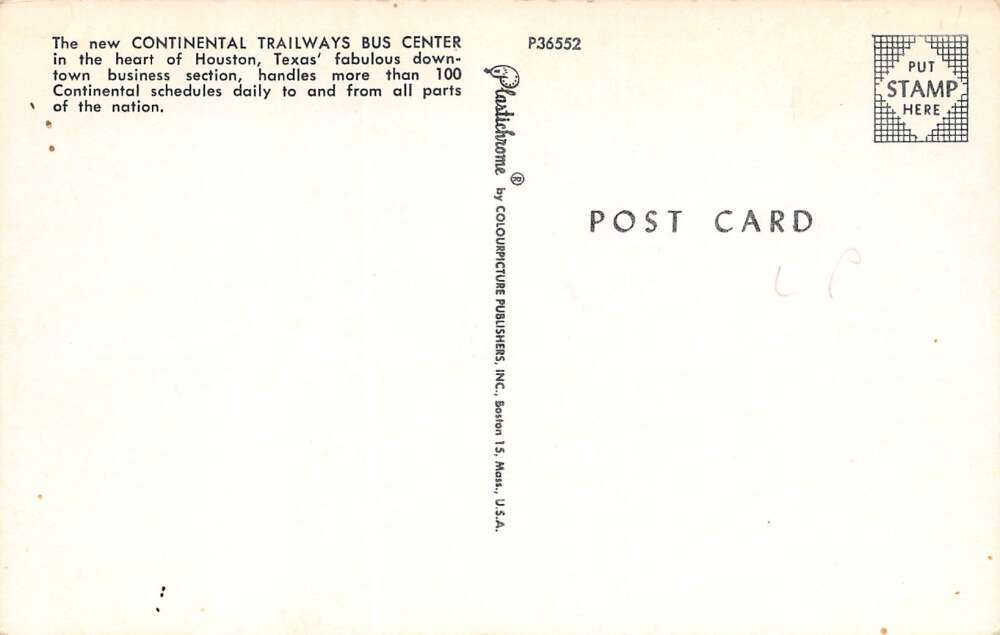 The new CONTINENTAL TRAILWAYS BUS CENTER
in the heart of Houston, Texas' fabulous down-
town business section, handles more than 100
Continental schedules daily to and from all parts
of the nation.
P36552
Plastichrome ® by COLOURPICTURE PUBLISHERS, INC., Boston 15, Mass., U.S.A.
PUT
STAMP
HERE
POST CARD
L P